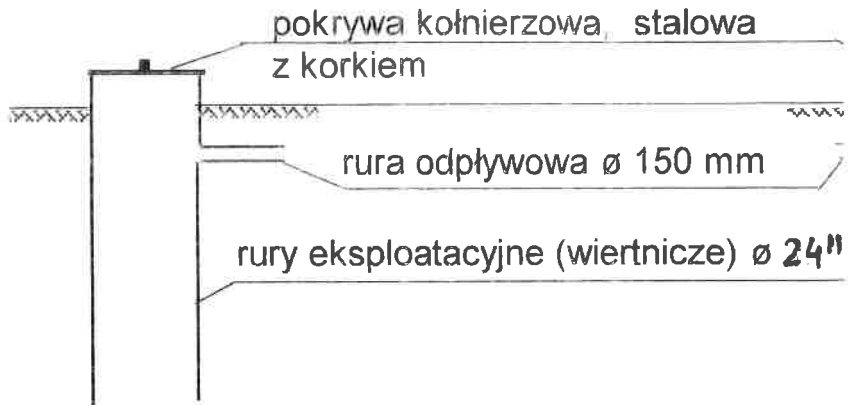 pokrywa kołnierzowa, stalowa
z korkiem
rura odpływowa ø 150 mm
rury eksploatacyjne (wiertnicze) ø 24"